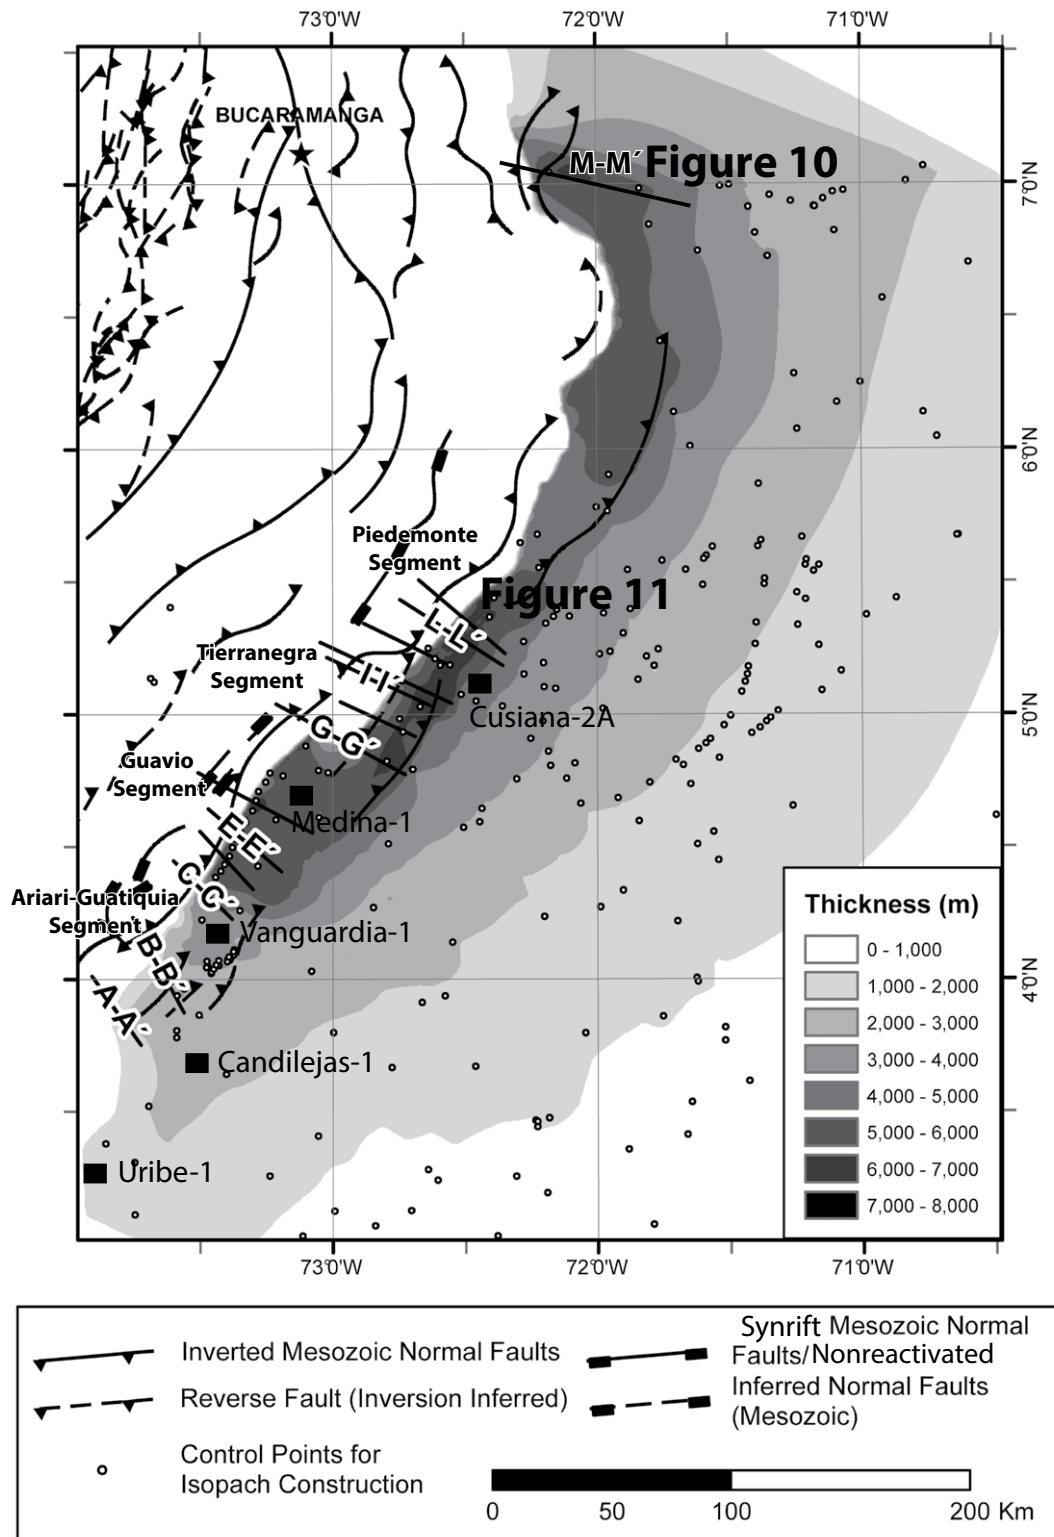 73°0'W 72°0'W 71°0'W
BUCARAMANGA
M-M´ Figure 10
7°0'N
6°0'N
Piedemonte
Segment
Figure 11
L-L´
Tierranegra
Segment
I-I´
Cusiana-2A
5°0'N
G-G´
Guavio
Segment
Medina-1
E-E´
C-C´
Ariari-Guatiquia
Segment
Vanguardia-1
B-B´
4°0'N
A-A´
Candilejas-1
Uribe-1
Thickness (m)
0 - 1,000
1,000 - 2,000
2,000 - 3,000
3,000 - 4,000
4,000 - 5,000
5,000 - 6,000
6,000 - 7,000
7,000 - 8,000
73°0'W 72°0'W 71°0'W
Inverted Mesozoic Normal Faults
Reverse Fault (Inversion Inferred)
Control Points for
Isopach Construction
Synrift Mesozoic Normal
Faults/Nonreactivated
Inferred Normal Faults
(Mesozoic)
0 50 100 200 Km